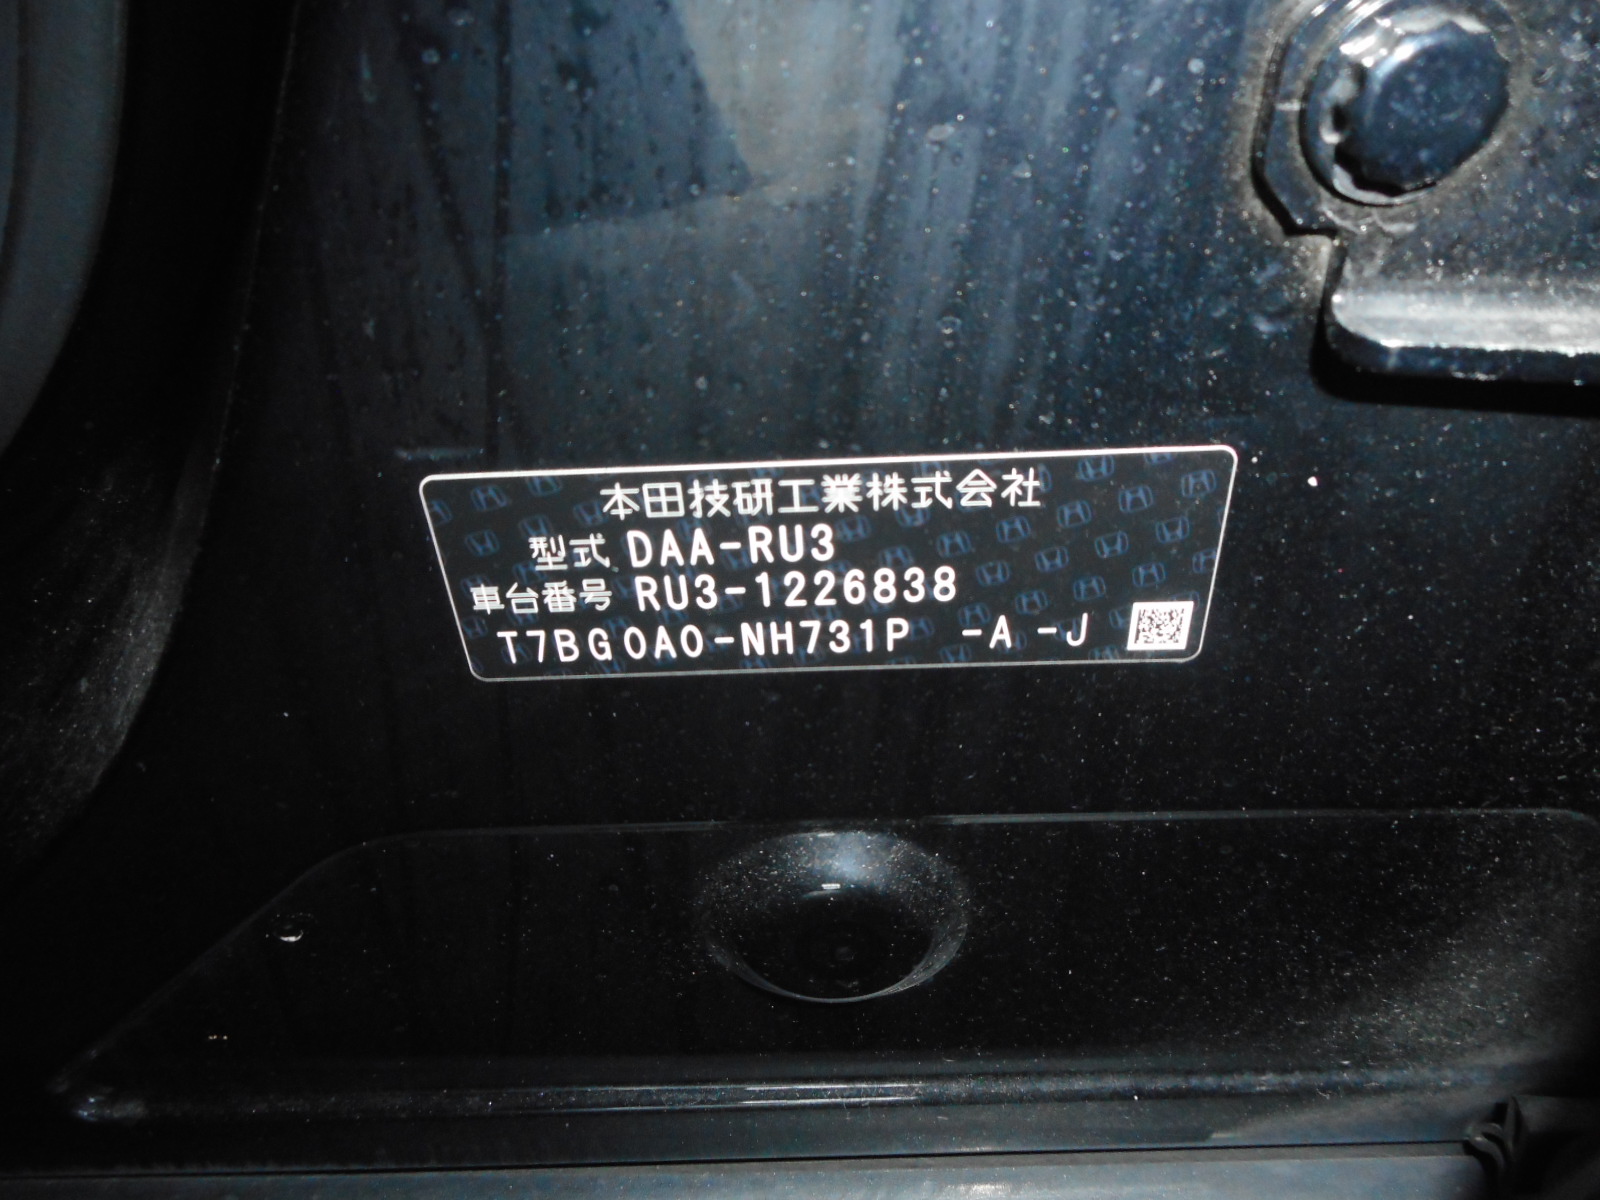 本田技研工業株式会社
型式 DAA-RU3
車台番号 RU3-1226838
T7BG0A0-NH731P -A -J